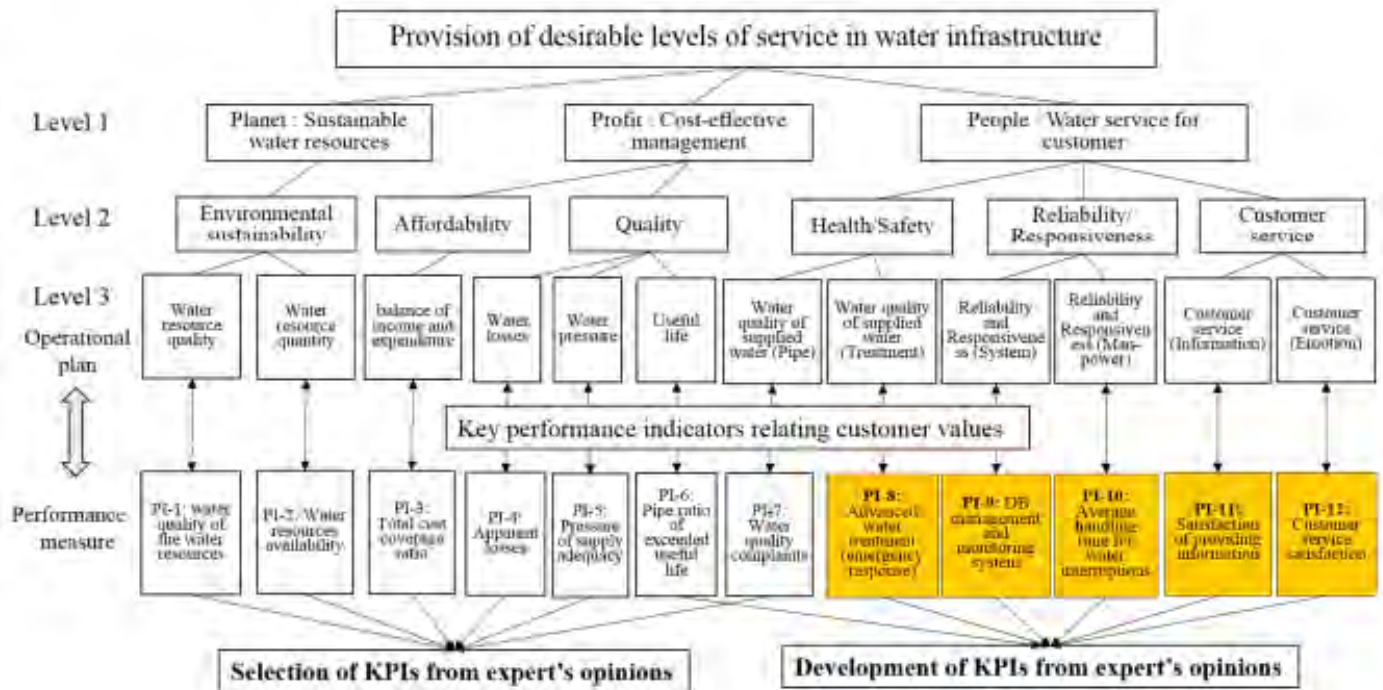 Provision of desirable levels of service in water infrastructure
Level 1
Planet : Sustainable
water resources
Profit : Cost-effective
management
People : Water service for
customer
Level 2
Environmental
sustainability
Affordability
Quality
Health/Safety
Reliability/
Responsiveness
Customer
service
Level 3
Operational
plan
Water
resource
quality
Water
resource
quantity
balance of
income and
expenditure
Water
losses
Water
pressure
Useful
life
Water
quality of
supplied
water (Pipe)
Water quality
of supplied
water
(Treatment)
Reliability
and
Responsivene
ss (System)
Reliability
and
Responsiven
ess (Man-
power)
Customer
service
(Information)
Customer
service
(Emotion)
Key performance indicators relating customer values
Performance
measure
PI-1: water
quality of
the water
resources
PI-2: Water
resources
availability
PI-3:
Total cost
coverage
ratio
PI-4:
Apparent
losses
PI-5:
Pressure
of supply
adequacy
PI-6:
Pipe ratio
of
exceeded
useful
life
PI-7:
Water
quality
complaints
PI-8:
Advanced
water
treatment
(emergency
response)
PI-9: DB
management
and
monitoring
system
PI-10:
Average
handling
time for
water
interruptions
PI-11:
Satisfaction
of providing
information
PI-12:
Customer
service
satisfaction
Selection of KPIs from expert's opinions
Development of KPIs from expert's opinions